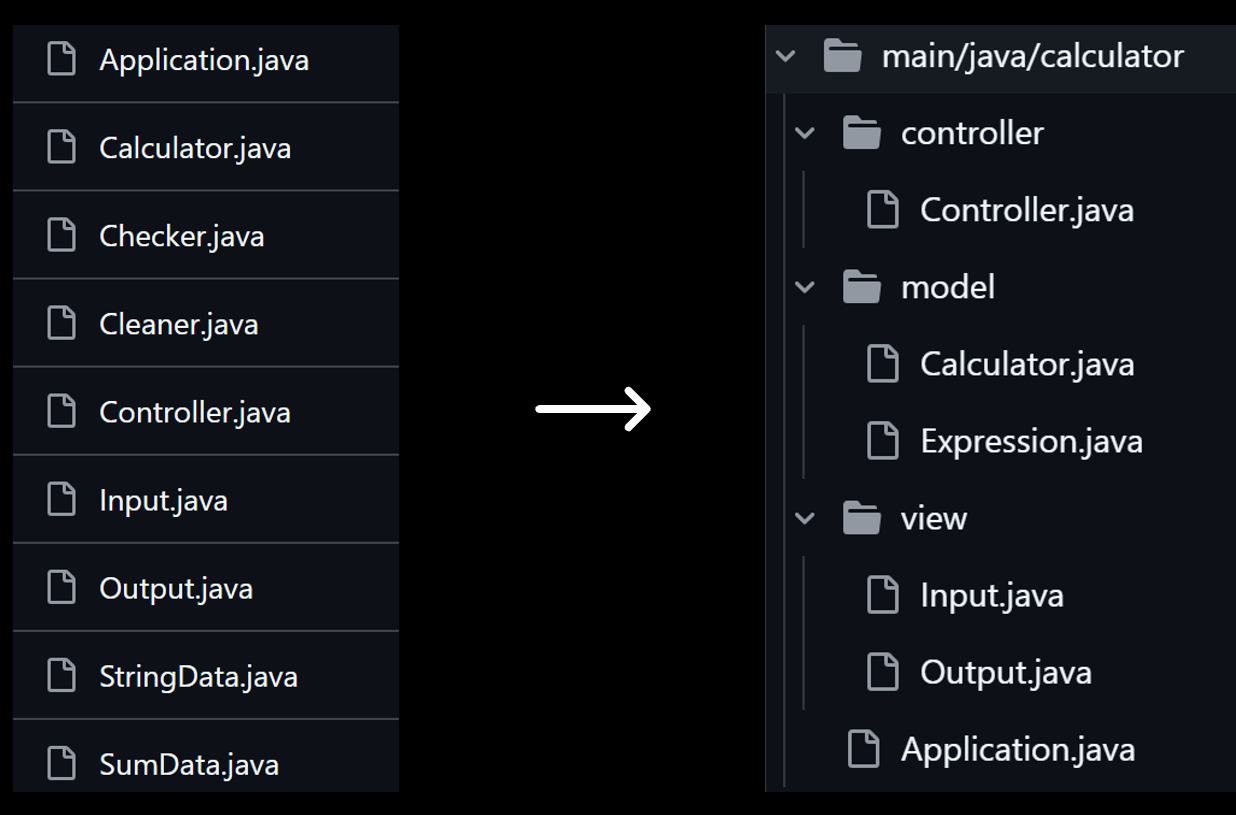 Application.java
Calculator.java
Checker.java
Cleaner.java
Controller.java
Input.java
Output.java
StringData.java
SumData.java
main/java/calculator
controller
Controller.java
model
Calculator.java
Expression.java
view
Input.java
Output.java
Application.java